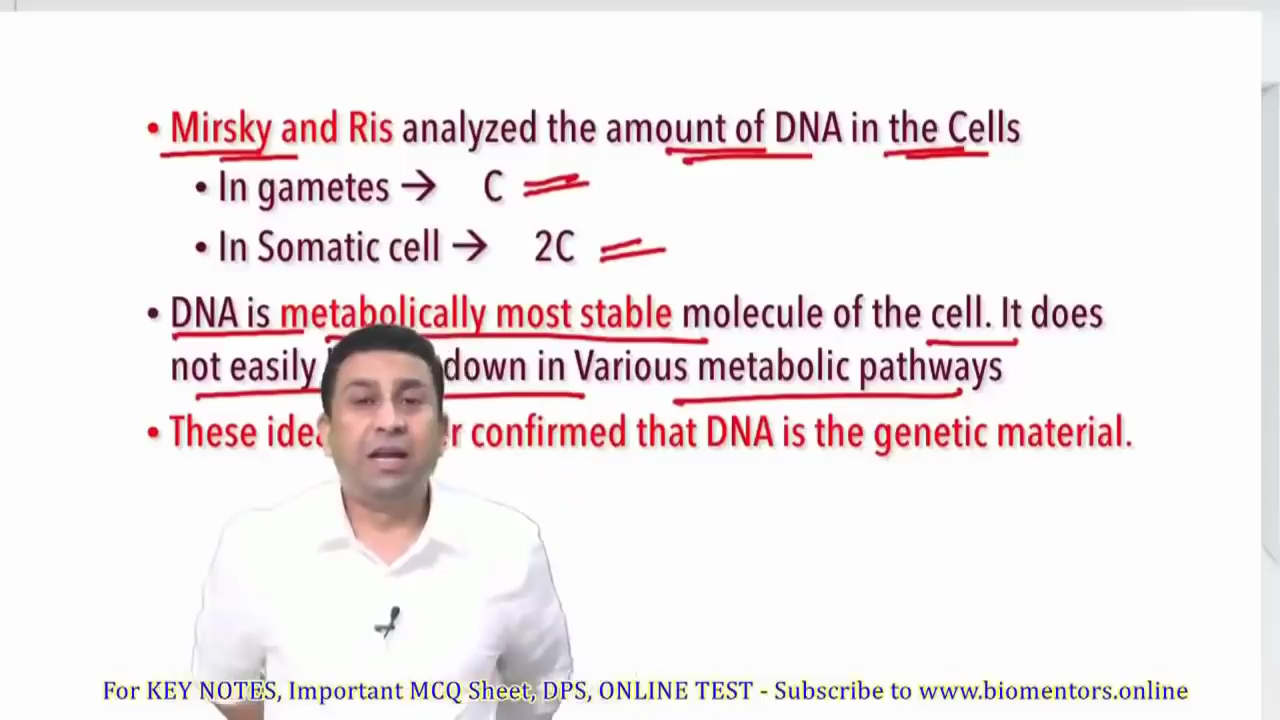 • Mirsky and Ris analyzed the amount of DNA in the Cells
• In gametes → C
• In Somatic cell → 2C
• DNA is metabolically most stable molecule of the cell. It does
not easily down in Various metabolic pathways
• These confirmed that DNA is the genetic material.
For KEY NOTES, Important MCQ Sheet, DPS, ONLINE TEST - Subscribe to www.biomentors.online